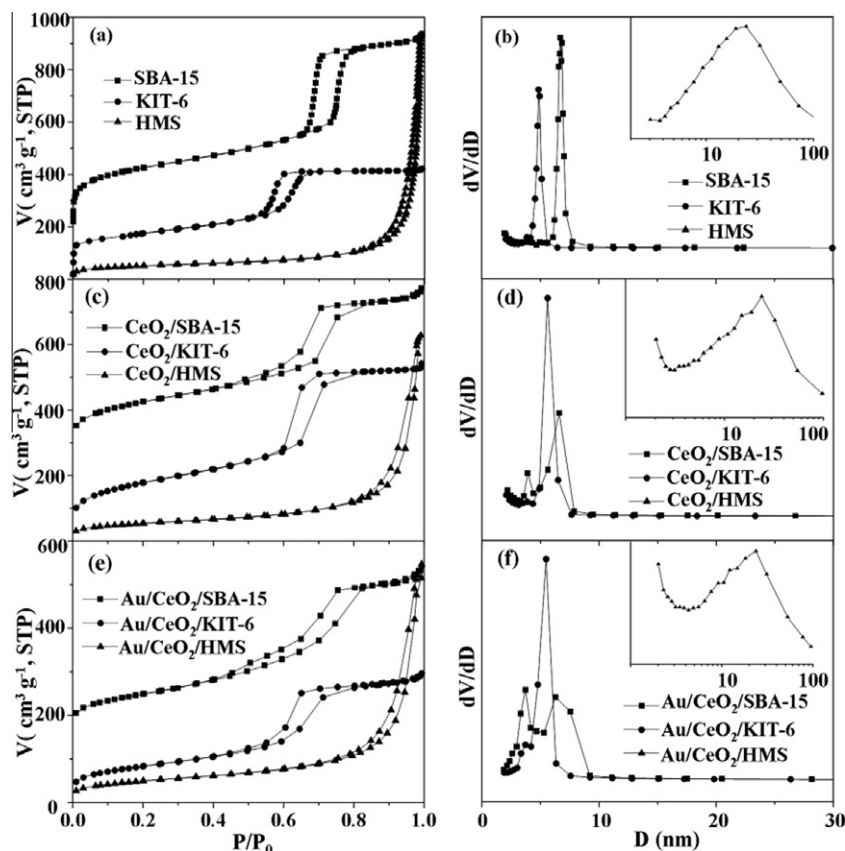 (a)
SBA-15
KIT-6
HMS
V( cm³ g⁻¹, STP)
1000
800
600
400
200
0
(b)
SBA-15
KIT-6
HMS
dV/dD
10 100
(c)
CeO₂/SBA-15
CeO₂/KIT-6
CeO₂/HMS
V( cm³ g⁻¹, STP)
800
600
400
200
0
(d)
CeO₂/SBA-15
CeO₂/KIT-6
CeO₂/HMS
dV/dD
10 100
(e)
Au/CeO₂/SBA-15
Au/CeO₂/KIT-6
Au/CeO₂/HMS
V( cm³ g⁻¹, STP)
600
400
200
0
0.0 0.2 0.4 0.6 0.8 1.0
P/P₀
(f)
Au/CeO₂/SBA-15
Au/CeO₂/KIT-6
Au/CeO₂/HMS
dV/dD
10 100
0 10 20 30
D (nm)